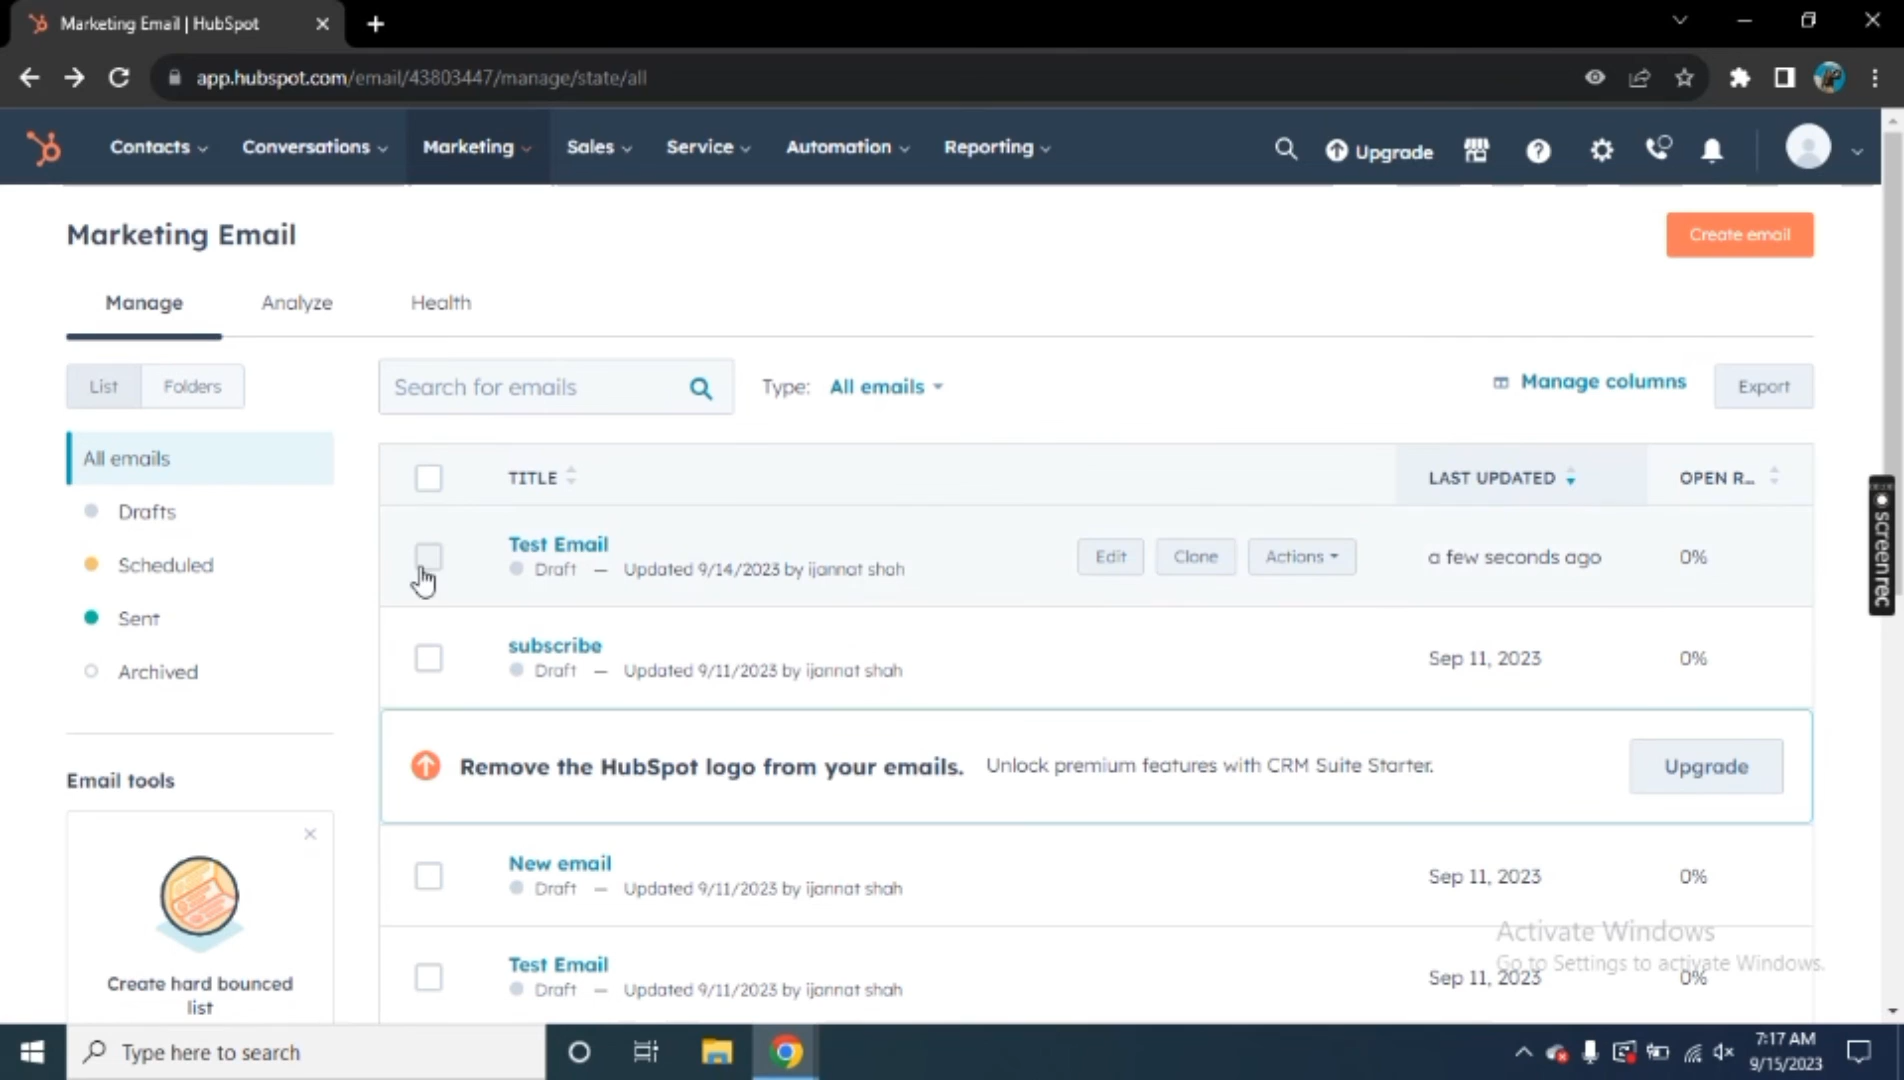 Marketing Email | HubSpot
app.hubspot.com/email/43803447/manage/state/all
Contacts Conversations Marketing Sales Service Automation Reporting Upgrade
Marketing Email
Create email
Manage Analyze Health
List Folders
Search for emails
Type: All emails
Manage columns
Export
All emails
Drafts
Scheduled
Sent
Archived
TITLE LAST UPDATED OPEN R...
Test Email
Draft — Updated 9/14/2023 by ijannat shah
Edit Clone Actions
a few seconds ago 0%
subscribe
Draft — Updated 9/11/2023 by ijannat shah
Sep 11, 2023 0%
Remove the HubSpot logo from your emails. Unlock premium features with CRM Suite Starter. Upgrade
New email
Draft — Updated 9/11/2023 by ijannat shah
Sep 11, 2023 0%
Test Email
Draft — Updated 9/11/2023 by ijannat shah
Sep 11, 2023 0%
Email tools
Create hard bounced
list
Activate Windows
Go to Settings to activate Windows.
screenrec
Type here to search
7:17 AM
9/15/2023